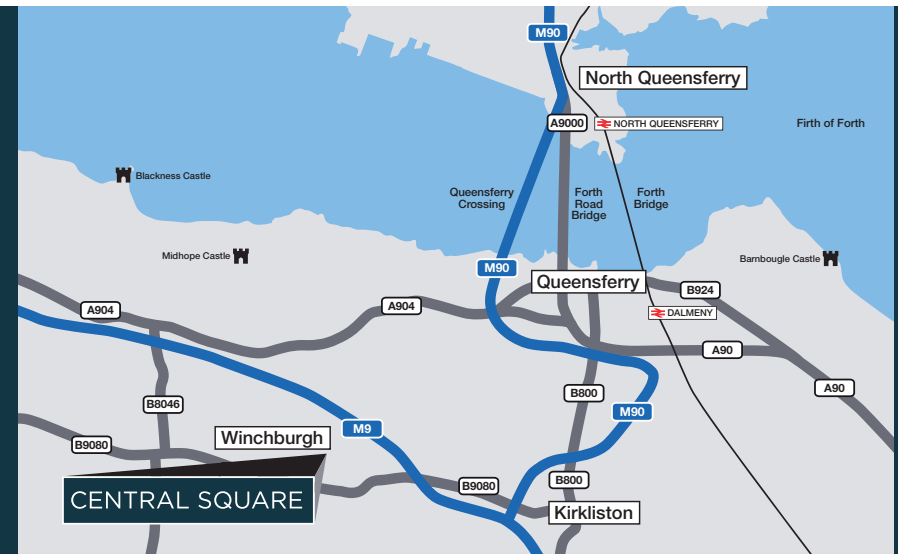 M90
North Queensferry
A9000
NORTH QUEENSFERRY
Firth of Forth
Blackness Castle
Queensferry
Crossing
Forth
Road
Bridge
Forth
Bridge
Midhope Castle
Bambougle Castle
M90
Queensferry
B924
A904
A904
DALMENY
A90
A90
B8046
B800
M90
M9
Winchburgh
B9080
B800
B9080
CENTRAL SQUARE
Kirkliston